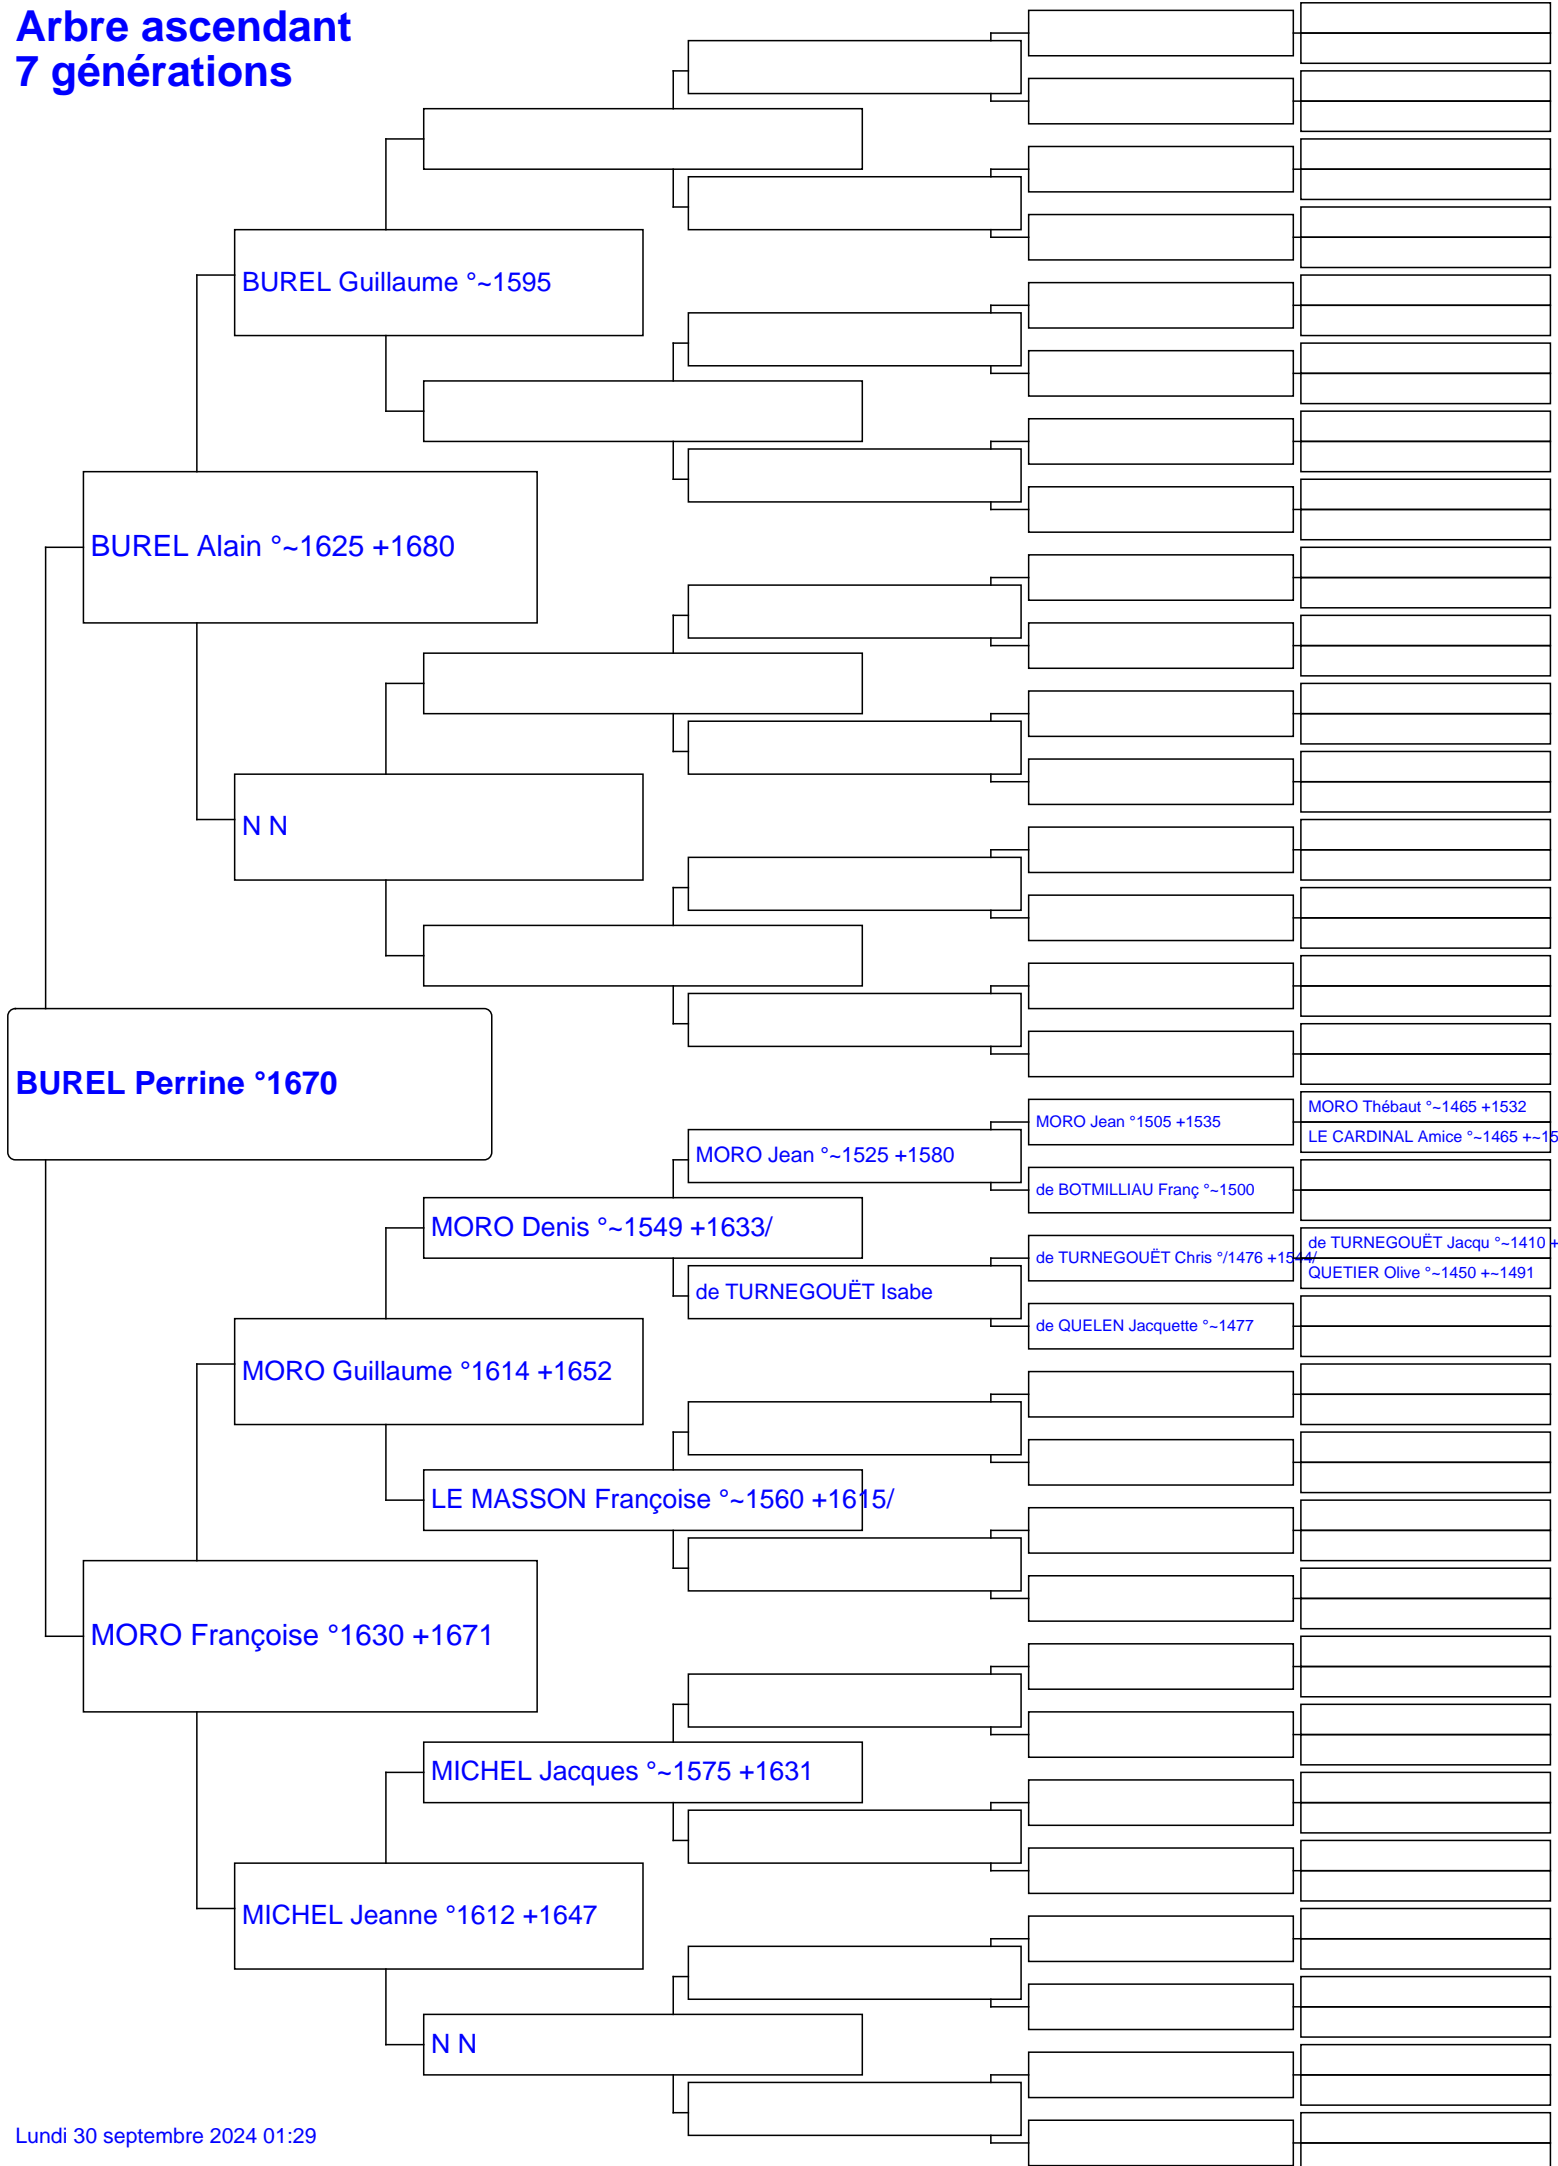 Arbre ascendant
7 générations
BUREL Guillaume °~1595
BUREL Alain °~1625 +1680
N N
BUREL Perrine °1670
MORO Thébaut °~1465 +1532
MORO Jean °1505 +1535
LE CARDINAL Amice °~1465 +~15
MORO Jean °~1525 +1580
de BOTMILLIAU Franç °~1500
MORO Denis °~1549 +1633/
de TURNEGOUËT Jacqu °~1410 +
de TURNEGOUËT Chris °/1476 +1544/
QUETIER Olive °~1450 +~1491
de TURNEGOUËT Isabe
de QUELEN Jacquette °~1477
MORO Guillaume °1614 +1652
LE MASSON Françoise °~1560 +1615/
MORO Françoise °1630 +1671
MICHEL Jacques °~1575 +1631
MICHEL Jeanne °1612 +1647
N N
Lundi 30 septembre 2024 01:29